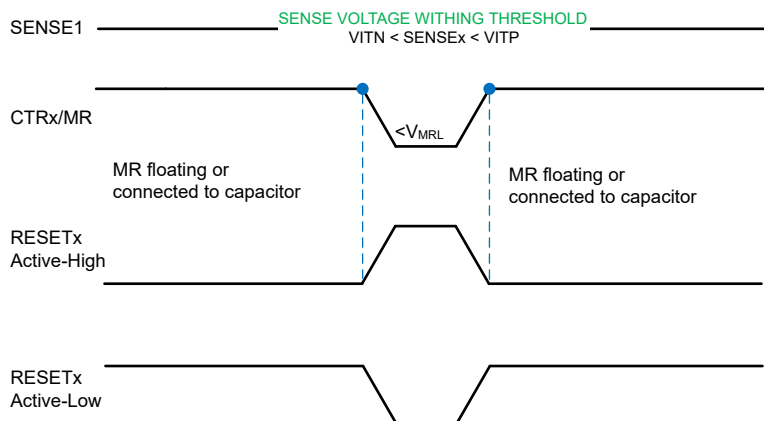 SENSE VOLTAGE WITHING THRESHOLD
SENSE1
VITN < SENSEx < VITP
CTRx/MR
<VMRL
MR floating or
connected to capacitor
MR floating or
connected to capacitor
RESETx
Active-High
RESETx
Active-Low